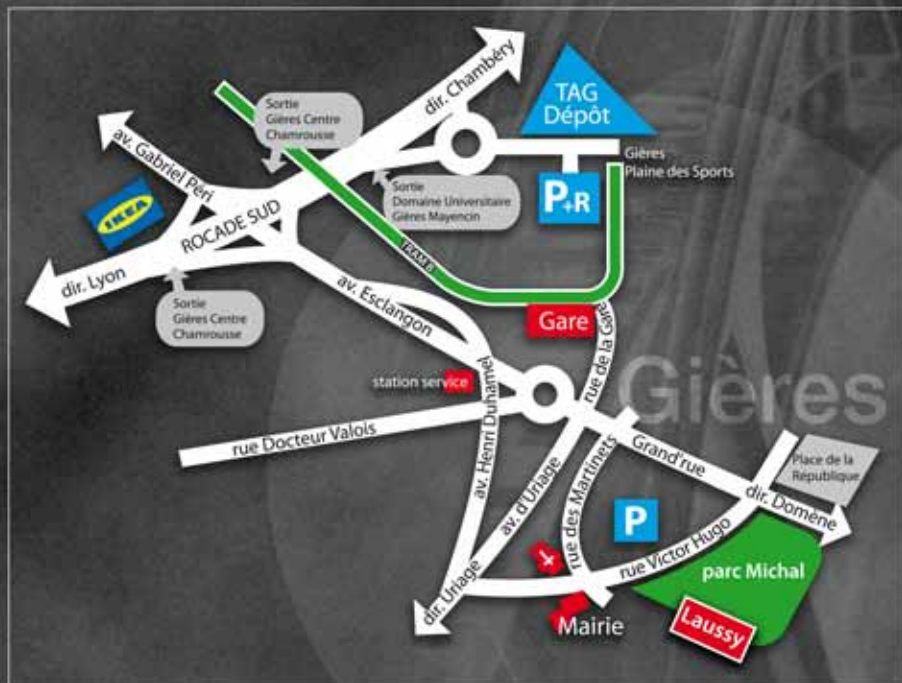 dir. Chambéry
TAG
Dépôt
Sortie
Gières Centre
Chamrousse
av. Gabriel Péri
Gières
Plaine des Sports
Sortie
Domaine Universitaire
Gières Mayencin
P+R
IKEA
ROCADE SUD
TRAM B
dir. Lyon
Sortie
Gières Centre
Chamrousse
av. Esclangon
Gare
rue de la Gare
station service
Gières
rue Docteur Valois
av. Henri Duhamel
Grand'rue
Place de la
République
av. d'Uriage
rue des Martinets
P
dir. Domène
rue Victor Hugo
parc Michal
dir. Uriage
Laussy
Mairie